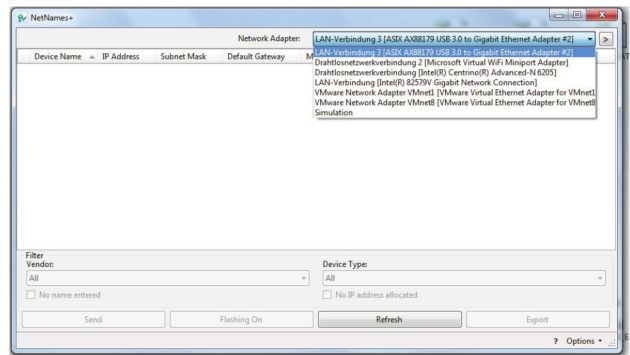 NetNames+
Network Adapter:
LAN-Verbindung 3 [ASIX AX88179 USB 3.0 to Gigabit Ethernet Adapter #2]
>
LAN-Verbindung 3 [ASIX AX88179 USB 3.0 to Gigabit Ethernet Adapter #2]
Drahtlosnetzwerkverbindung 2 [Microsoft Virtual WiFi Miniport Adapter]
Drahtlosnetzwerkverbindung [Intel(R) Centrino(R) Advanced-N 6205]
LAN-Verbindung [Intel(R) 82579V Gigabit Network Connection]
VMware Network Adapter VMnet1 [VMware Virtual Ethernet Adapter for VMnet1
VMware Network Adapter VMnet8 [VMware Virtual Ethernet Adapter for VMnet8
Simulation
Device Name IP Address Subnet Mask Default Gateway M
Filter
Vendor: Device Type:
All All
No name entered No IP address allocated
Send Flashing On Refresh Export
? Options